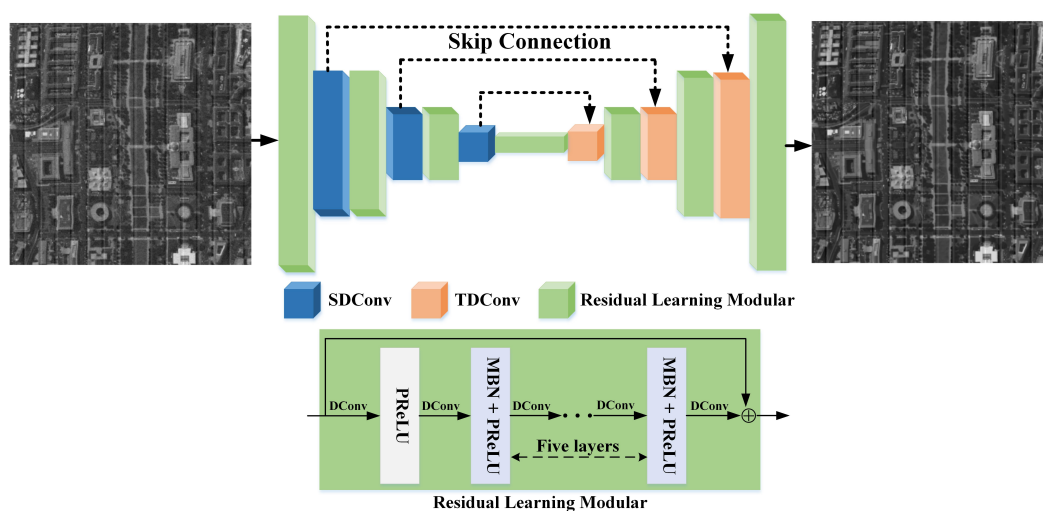 Skip Connection
SDConv
TDConv
Residual Learning Modular
DConv
PReLU
DConv
MBN + PReLU
DConv
• • •
DConv
MBN + PReLU
DConv
Five layers
Residual Learning Modular